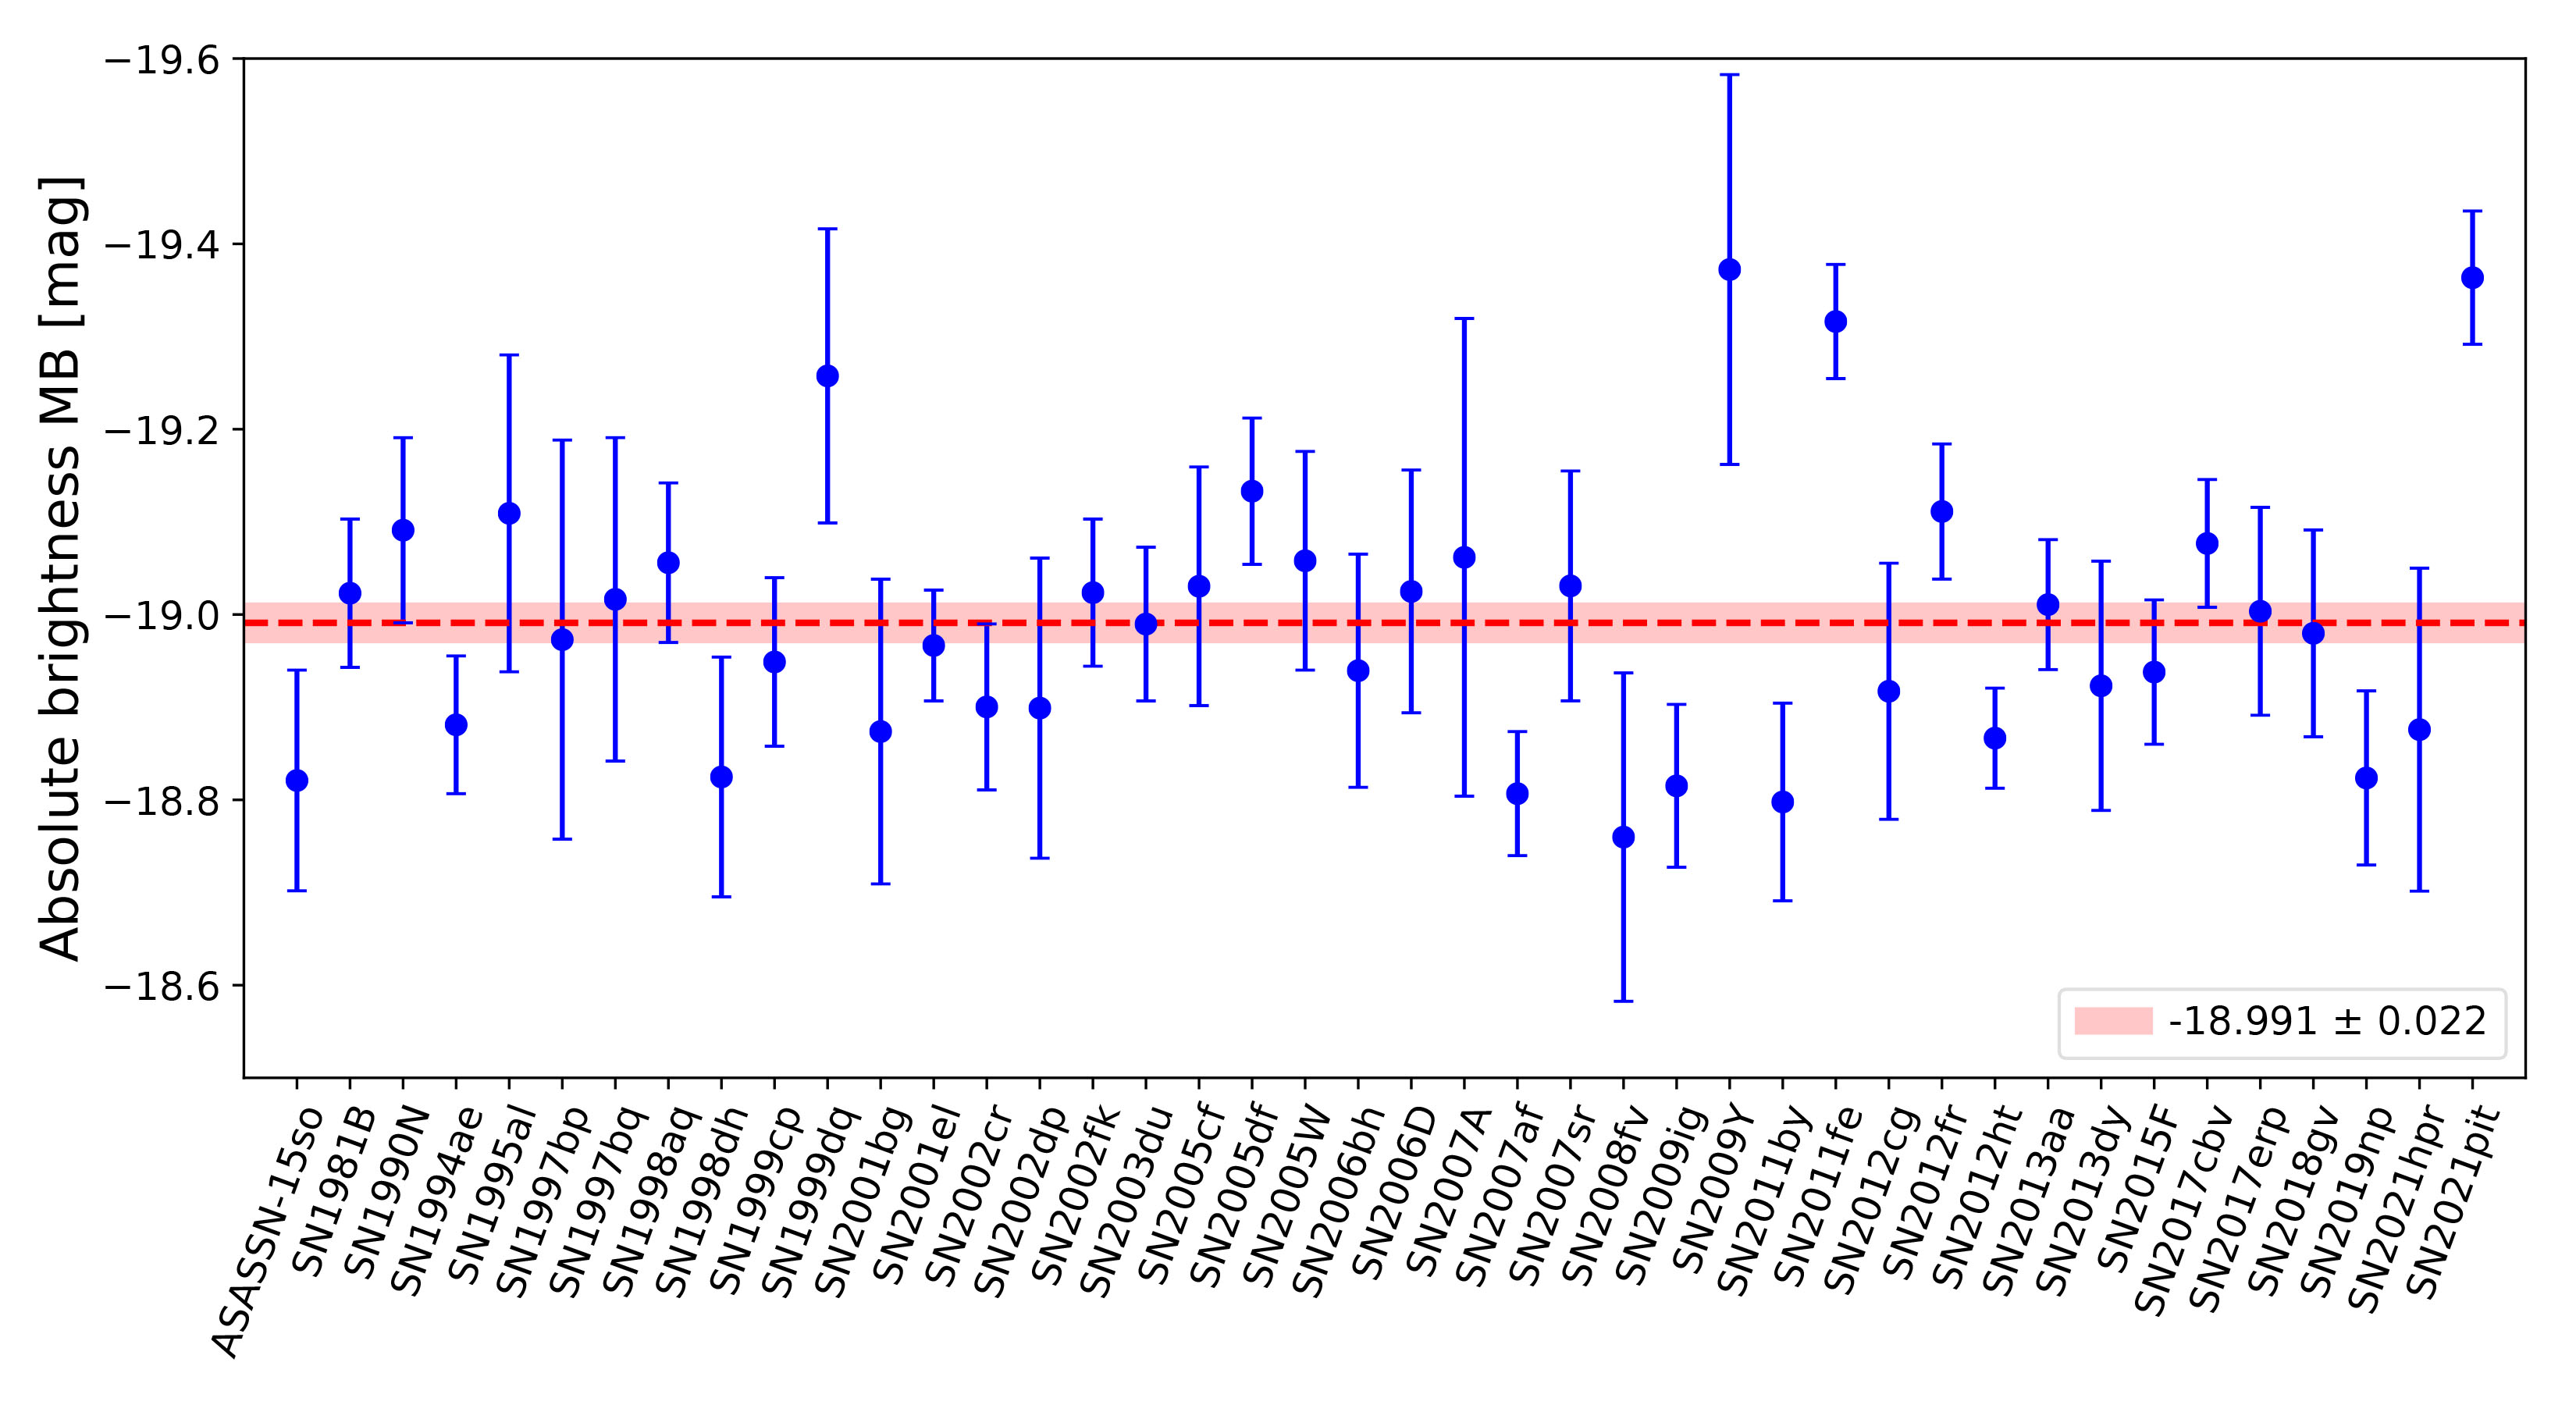 Absolute brightness MB [mag]
−19.6
−19.4
−19.2
−19.0
−18.8
−18.6
-18.991 ± 0.022
ASASSN-15so
SN1981B
SN1990N
SN1994ae
SN1995al
SN1997bp
SN1997bq
SN1998aq
SN1998dh
SN1999cp
SN1999dq
SN2001bg
SN2001el
SN2002cr
SN2002dp
SN2002fk
SN2003du
SN2005cf
SN2005df
SN2005W
SN2006bh
SN2006D
SN2007A
SN2007af
SN2007sr
SN2008fv
SN2009ig
SN2009Y
SN2011by
SN2011fe
SN2012cg
SN2012fr
SN2012ht
SN2013aa
SN2013dy
SN2015F
SN2017cbv
SN2017erp
SN2018gv
SN2019np
SN2021hpr
SN2021pit